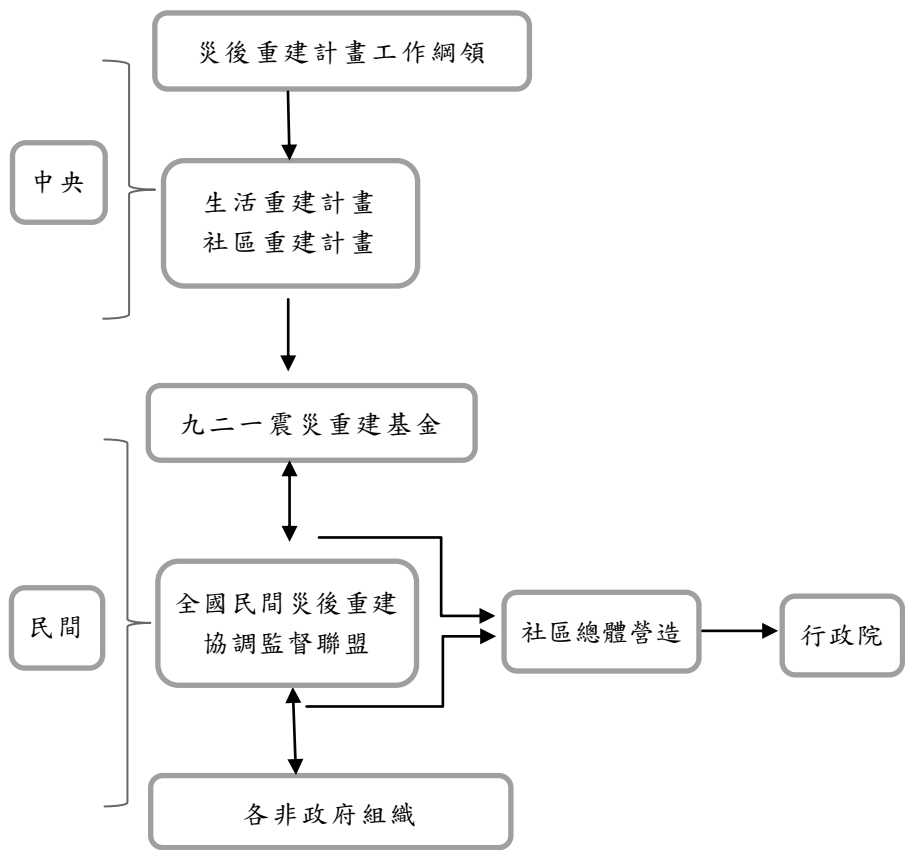 災後重建計畫工作綱領
中央
生活重建計畫
社區重建計畫
九二一震災重建基金
民間
全國民間災後重建
協調監督聯盟
社區總體營造
行政院
各非政府組織